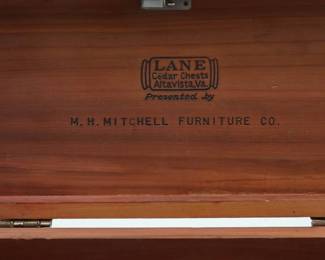 LANE
Cedar Chests
Altavista,Va.
Presented by
M.H.MITCHELL FURNITURE CO.